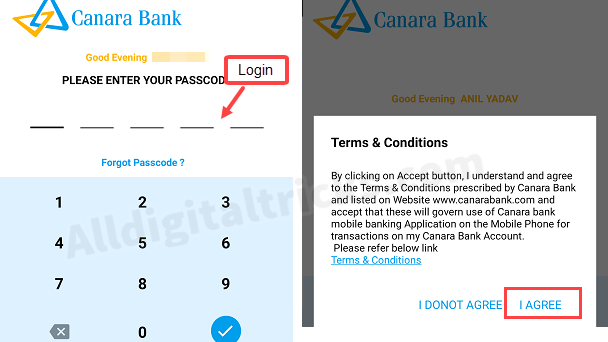 Canara Bank
Good Evening
PLEASE ENTER YOUR PASSCOD
Login
Forgot Passcode ?
1 2 3
4 5 6
7 8 9
0
Canara Bank
Good Evening ANIL YADAV
Terms & Conditions
By clicking on Accept button, I understand and agree
to the Terms & Conditions prescribed by Canara Bank
and listed on Website www.canarabank.com and
accept that these will govern use of Canara bank
mobile banking Application on the Mobile Phone for
transactions on my Canara Bank Account.
Please refer below link
Terms & Conditions
I DONOT AGREE I AGREE